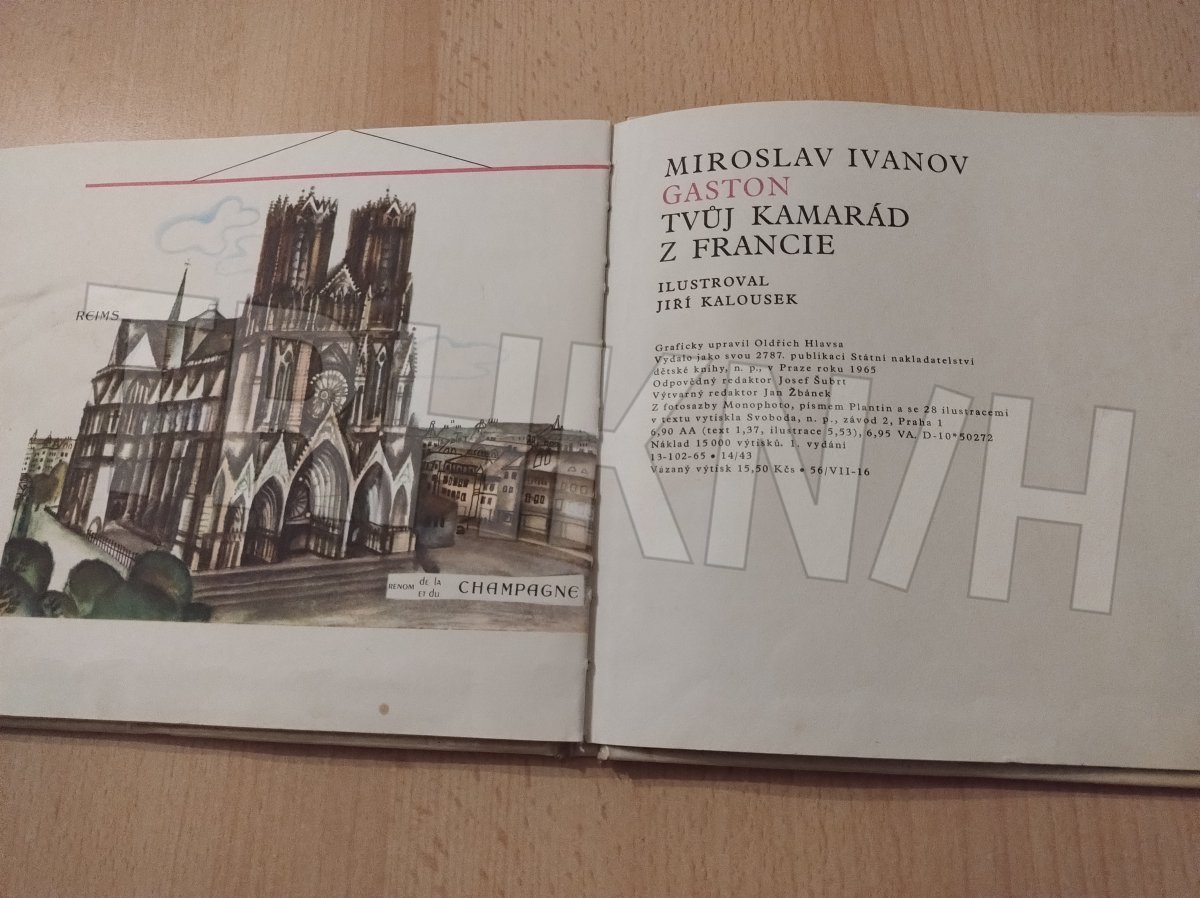 REIMS
RENOM de la
et du CHAMPAGNE
MIROSLAV IVANOV
GASTON
TVŮJ KAMARÁD
Z FRANCIE
ILUSTROVAL
JIŘÍ KALOUSEK
Graficky upravil Oldřich Hlavsa
Vydalo jako svou 2787. publikaci Státní nakladatelství
dětské knihy, n. p., v Praze roku 1965
Odpovědný redaktor Josef Šubrt
Výtvarný redaktor Jan Žbánek
Z fotosazby Monophoto, písmem Plantin a se 28 ilustracemi
v textu vytiskla Svoboda, n. p., závod 2, Praha 1
6,90 AA (text 1,37, ilustrace 5,53), 6,95 VA. D-10*50272
Náklad 15 000 výtisků. 1. vydání
13-102-65 • 14/43
Vázaný výtisk 15,50 Kčs • 56/VII-16